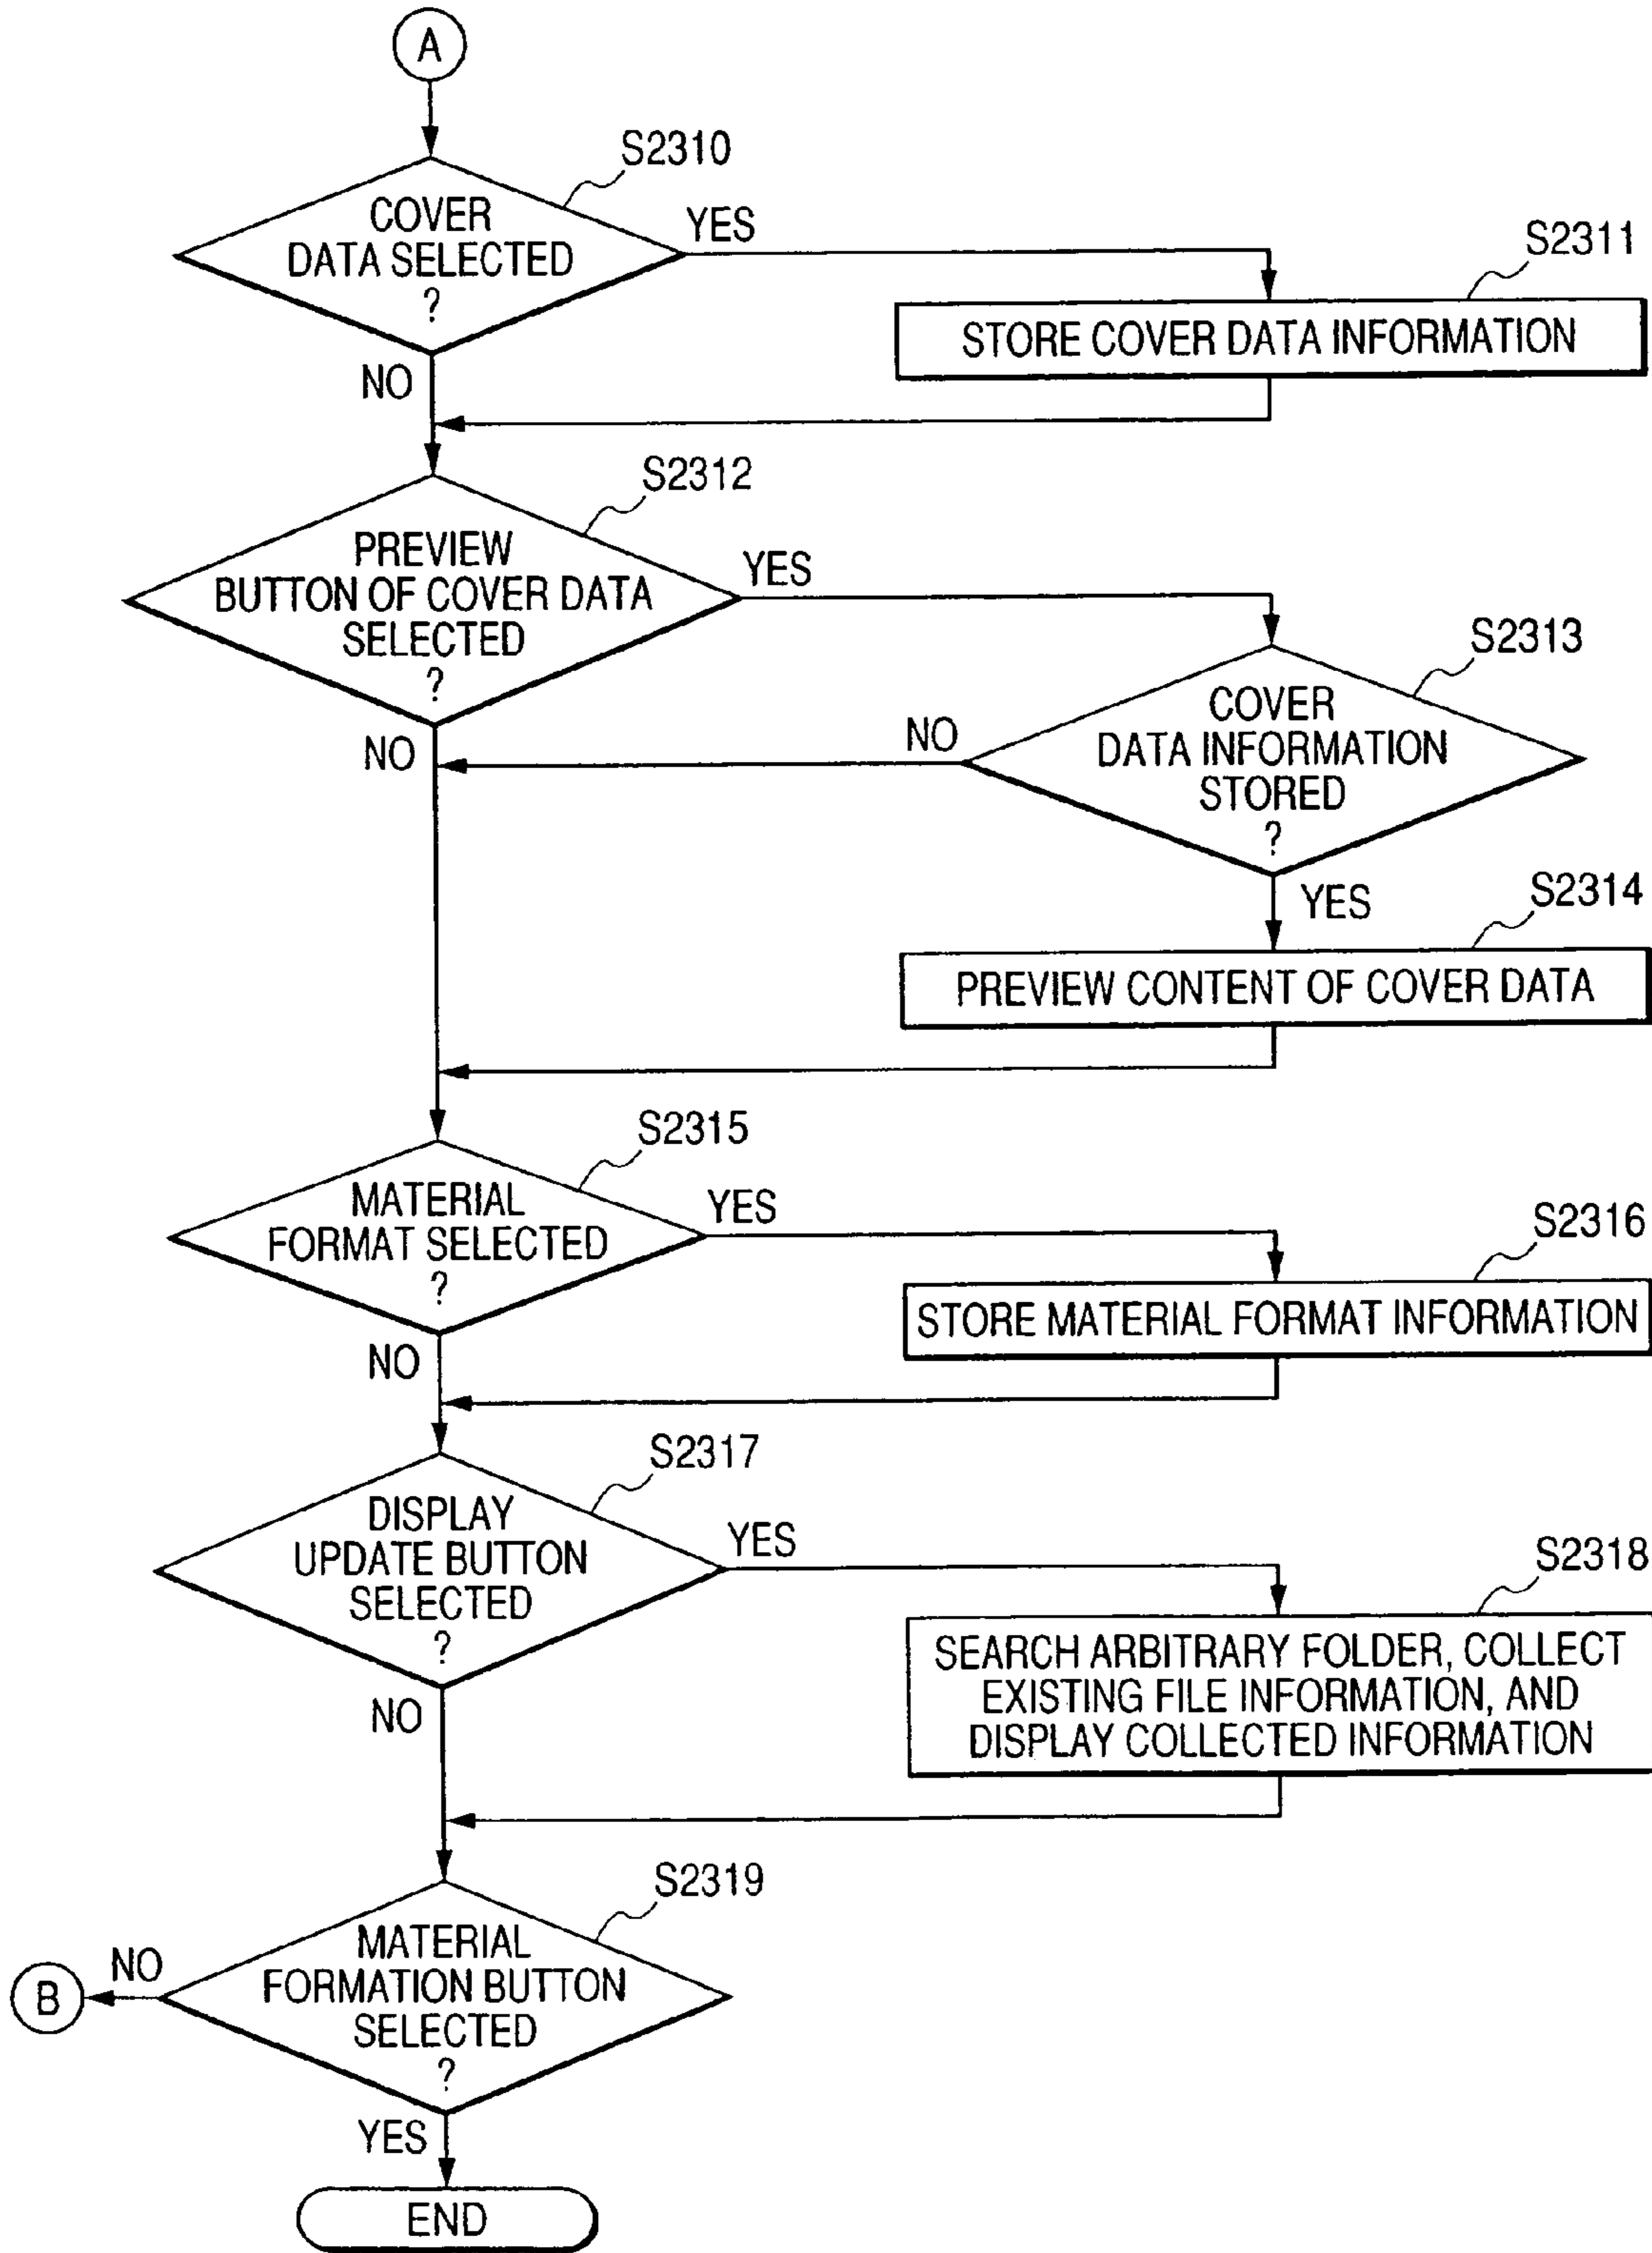 A
S2310
COVER
DATA SELECTED
?
YES
NO
S2311
STORE COVER DATA INFORMATION
S2312
PREVIEW
BUTTON OF COVER DATA
SELECTED
?
YES
NO
S2313
COVER
DATA INFORMATION
STORED
?
NO
YES
S2314
PREVIEW CONTENT OF COVER DATA
S2315
MATERIAL
FORMAT SELECTED
?
YES
NO
S2316
STORE MATERIAL FORMAT INFORMATION
S2317
DISPLAY
UPDATE BUTTON
SELECTED
?
YES
NO
S2318
SEARCH ARBITRARY FOLDER, COLLECT
EXISTING FILE INFORMATION, AND
DISPLAY COLLECTED INFORMATION
S2319
MATERIAL
FORMATION BUTTON
SELECTED
?
NO
B
YES
END